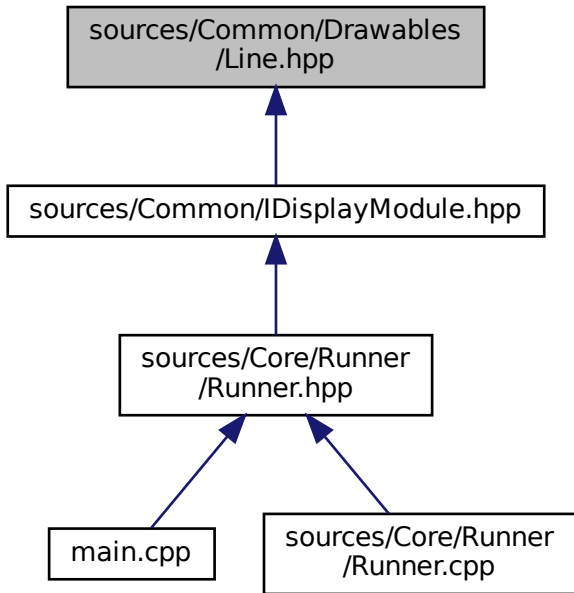 sources/Common/Drawables
/Line.hpp
sources/Common/IDisplayModule.hpp
sources/Core/Runner
/Runner.hpp
main.cpp
sources/Core/Runner
/Runner.cpp